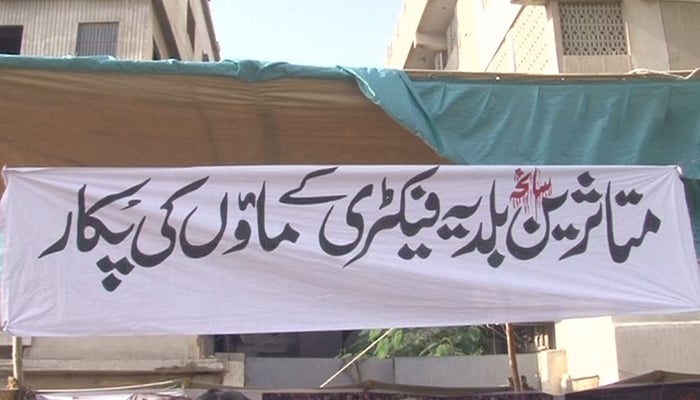 متاثرین سانحہ بلدیہ فیکٹری کے ماؤں کی پکار